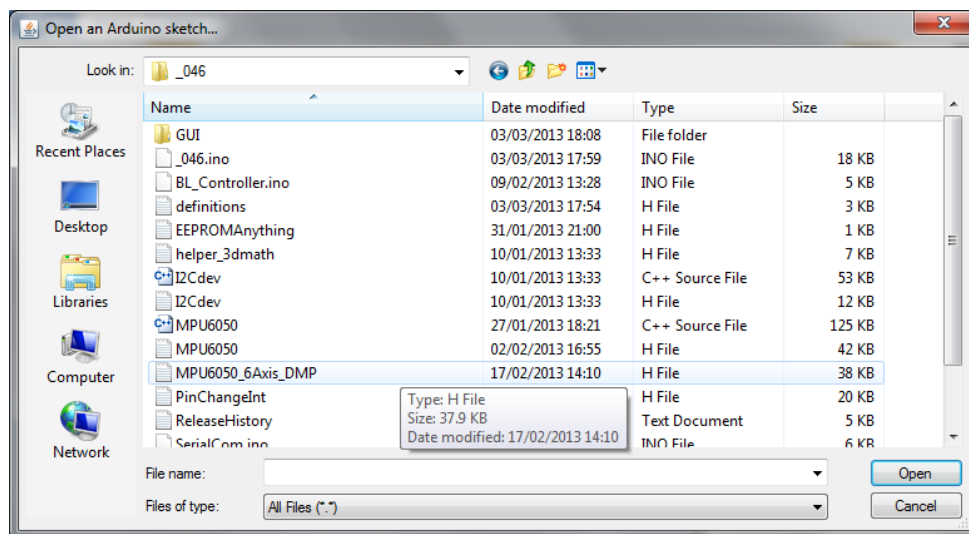 Open an Arduino sketch...
Look in: _046
Name Date modified Type Size
Recent Places
Desktop
Libraries
Computer
Network
GUI 03/03/2013 18:08 File folder
_046.ino 03/03/2013 17:59 INO File 18 KB
BL_Controller.ino 09/02/2013 13:28 INO File 5 KB
definitions 03/03/2013 17:54 H File 3 KB
EEPROMAnything 31/01/2013 21:00 H File 1 KB
helper_3dmath 10/01/2013 13:33 H File 7 KB
I2Cdev 10/01/2013 13:33 C++ Source File 53 KB
I2Cdev 10/01/2013 13:33 H File 12 KB
MPU6050 27/01/2013 18:21 C++ Source File 125 KB
MPU6050 02/02/2013 16:55 H File 42 KB
MPU6050_6Axis_DMP 17/02/2013 14:10 H File 38 KB
PinChangeInt H File 20 KB
ReleaseHistory Text Document 5 KB
SerialCom.ino INO File 6 KB
Type: H File
Size: 37.9 KB
Date modified: 17/02/2013 14:10
File name:
Open
Files of type: All Files (*.*)
Cancel